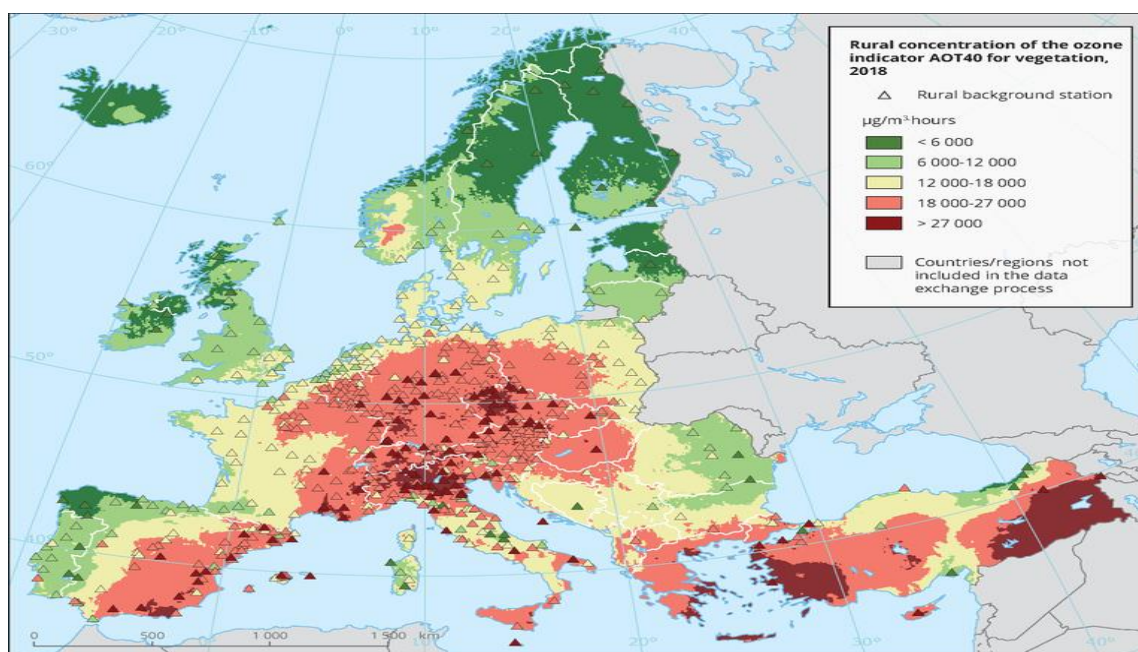 -30°
-20°
-10°
0°
10°
20°
30°
40°
50°
Rural concentration of the ozone
indicator AOT40 for vegetation,
2018
Rural background station
µg/m³·hours
< 6 000
6 000-12 000
12 000-18 000
18 000-27 000
> 27 000
Countries/regions not
included in the data
exchange process
60°
50°
40°
0 500 1 000 1 500 km
0°
10°
20°
30°
40°